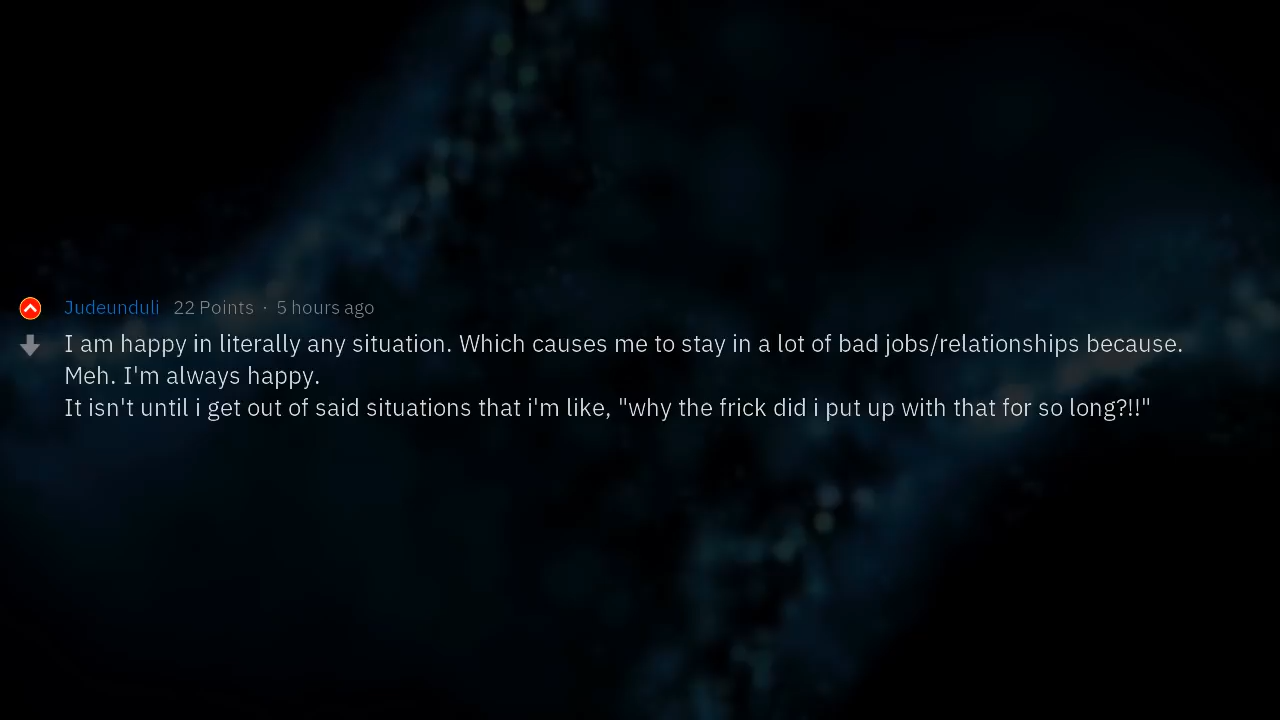 Judeunduli 22 Points · 5 hours ago
I am happy in literally any situation. Which causes me to stay in a lot of bad jobs/relationships because.
Meh. I'm always happy.
It isn't until i get out of said situations that i'm like, "why the frick did i put up with that for so long?!!"